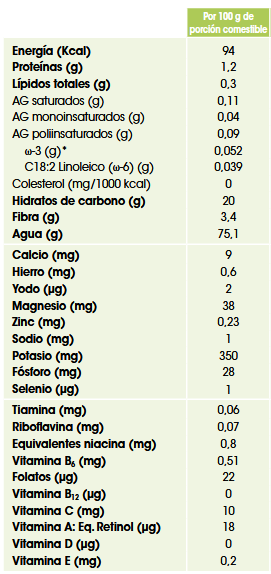 Por 100 g de
porción comestible
Energía (Kcal) 94
Proteínas (g) 1,2
Lípidos totales (g) 0,3
AG saturados (g) 0,11
AG monoinsaturados (g) 0,04
AG poliinsaturados (g) 0,09
ω-3 (g)* 0,052
C18:2 Linoleico (ω-6) (g) 0,039
Colesterol (mg/1000 kcal) 0
Hidratos de carbono (g) 20
Fibra (g) 3,4
Agua (g) 75,1
Calcio (mg) 9
Hierro (mg) 0,6
Yodo (µg) 2
Magnesio (mg) 38
Zinc (mg) 0,23
Sodio (mg) 1
Potasio (mg) 350
Fósforo (mg) 28
Selenio (µg) 1
Tiamina (mg) 0,06
Riboflavina (mg) 0,07
Equivalentes niacina (mg) 0,8
Vitamina B6 (mg) 0,51
Folatos (µg) 22
Vitamina B12 (µg) 0
Vitamina C (mg) 10
Vitamina A: Eq. Retinol (µg) 18
Vitamina D (µg) 0
Vitamina E (mg) 0,2